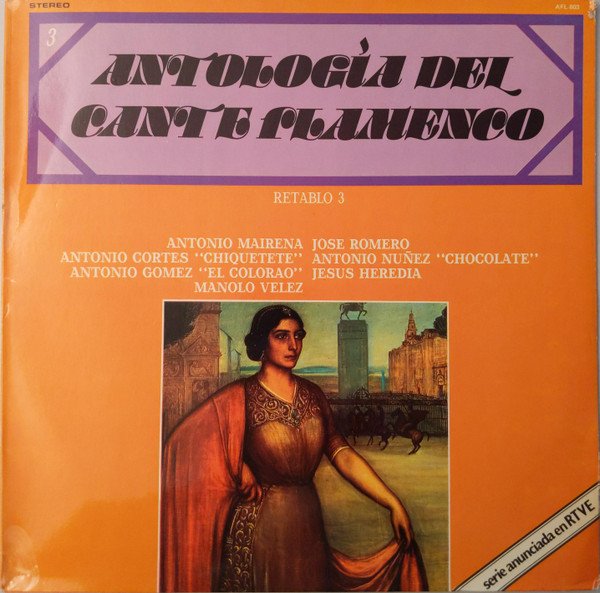 STEREO
AFL 803
3
ANTOLOGÌA DEL
CANTE FLAMENCO
RETABLO 3
ANTONIO MAIRENA JOSE ROMERO
ANTONIO CORTES "CHIQUETETE" ANTONIO NUÑEZ "CHOCOLATE"
ANTONIO GOMEZ "EL COLORAO" JESUS HEREDIA
MANOLO VELEZ
serie anunciada en RTVE